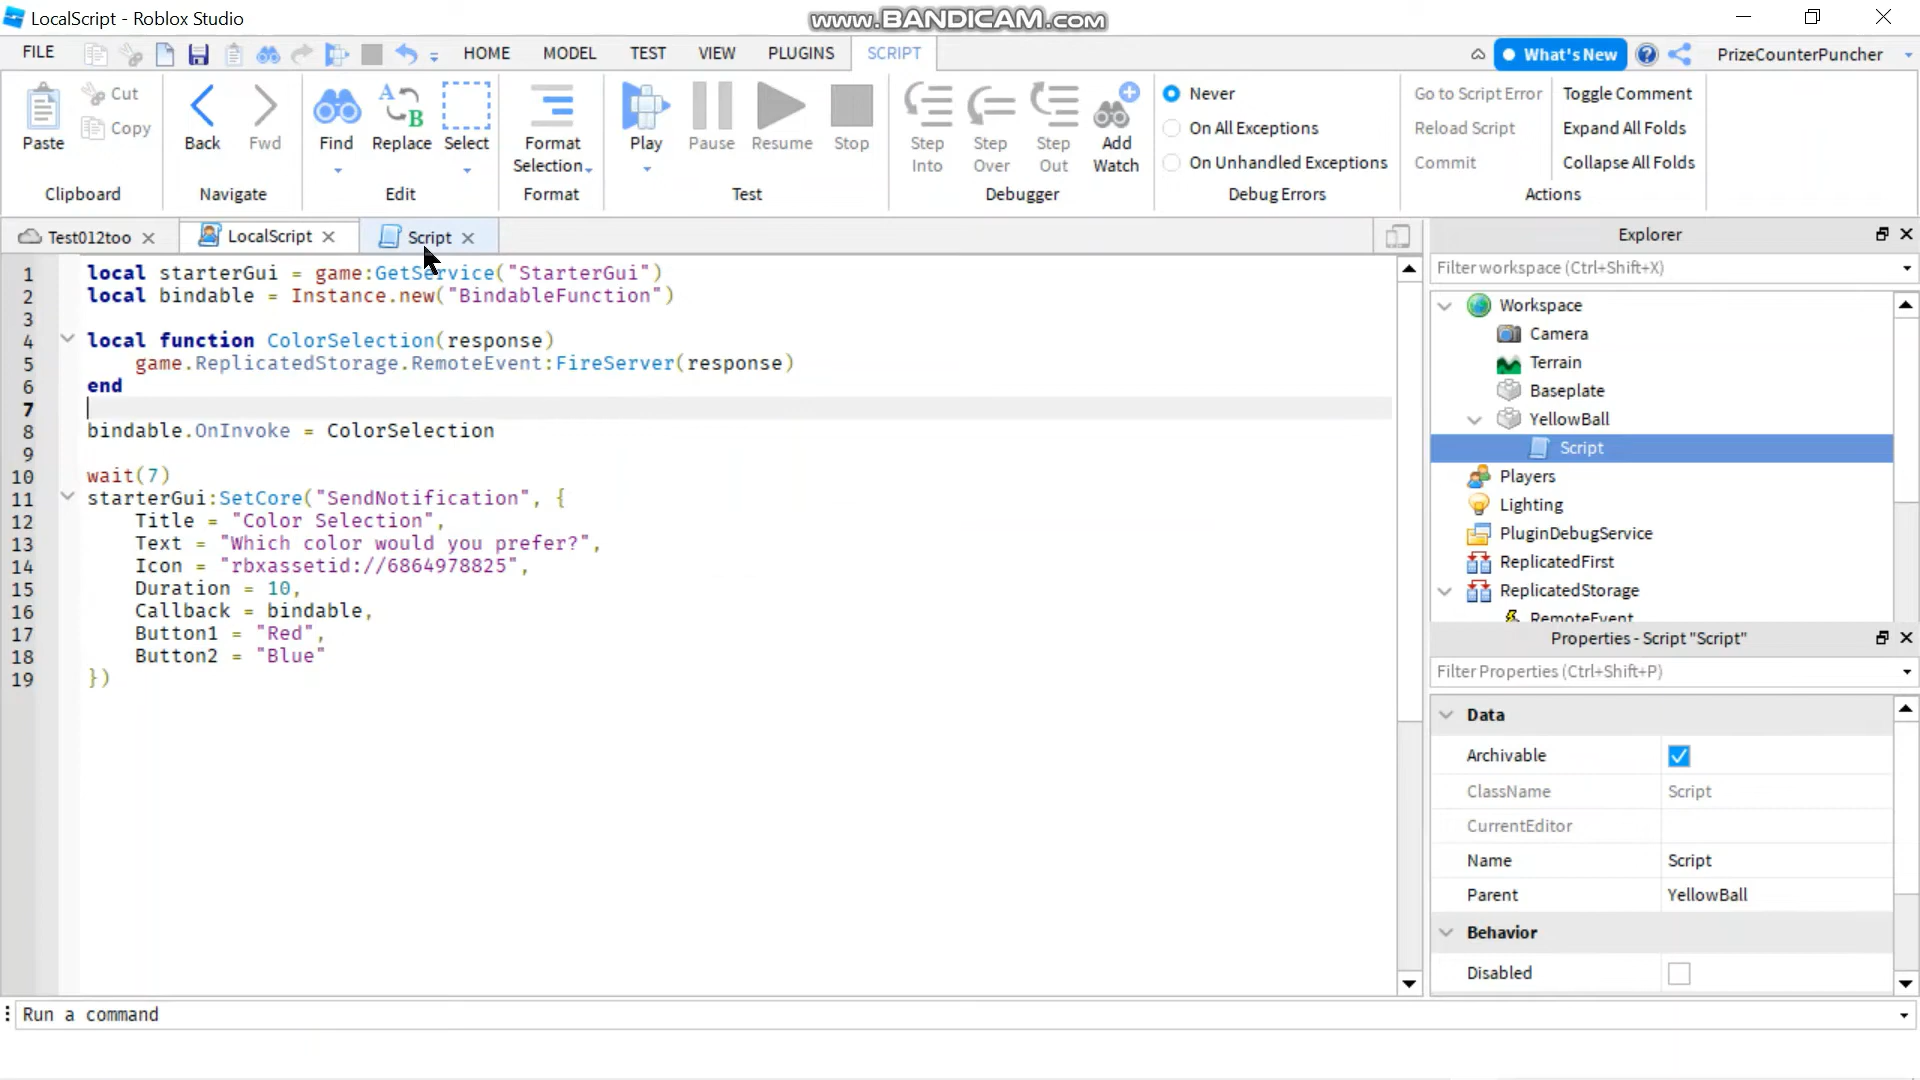 LocalScript - Roblox Studio
www.BANDICAM.com
FILE
HOME
MODEL
TEST
VIEW
PLUGINS
SCRIPT
What's New
PrizeCounterPuncher
Paste
Cut
Copy
Clipboard
Back
Fwd
Navigate
Find
Replace
Select
Edit
Format
Selection
Format
Play
Pause
Resume
Stop
Test
Step
Into
Step
Over
Step
Out
Add
Watch
Debugger
Never
On All Exceptions
On Unhandled Exceptions
Debug Errors
Go to Script Error
Reload Script
Commit
Toggle Comment
Expand All Folds
Collapse All Folds
Actions
Test012too
LocalScript
Script
1 local starterGui = game:GetService("StarterGui")
2 local bindable = Instance.new("BindableFunction")
3
4 local function ColorSelection(response)
5 game.ReplicatedStorage.RemoteEvent:FireServer(response)
6 end
7
8 bindable.OnInvoke = ColorSelection
9
10 wait(7)
11 starterGui:SetCore("SendNotification", {
12 Title = "Color Selection",
13 Text = "Which color would you prefer?",
14 Icon = "rbxassetid://6864978825",
15 Duration = 10,
16 Callback = bindable,
17 Button1 = "Red",
18 Button2 = "Blue"
19 })
Explorer
Filter workspace (Ctrl+Shift+X)
Workspace
Camera
Terrain
Baseplate
YellowBall
Script
Players
Lighting
PluginDebugService
ReplicatedFirst
ReplicatedStorage
RemoteEvent
Properties - Script "Script"
Filter Properties (Ctrl+Shift+P)
Data
Archivable
ClassName Script
CurrentEditor
Name Script
Parent YellowBall
Behavior
Disabled
Run a command